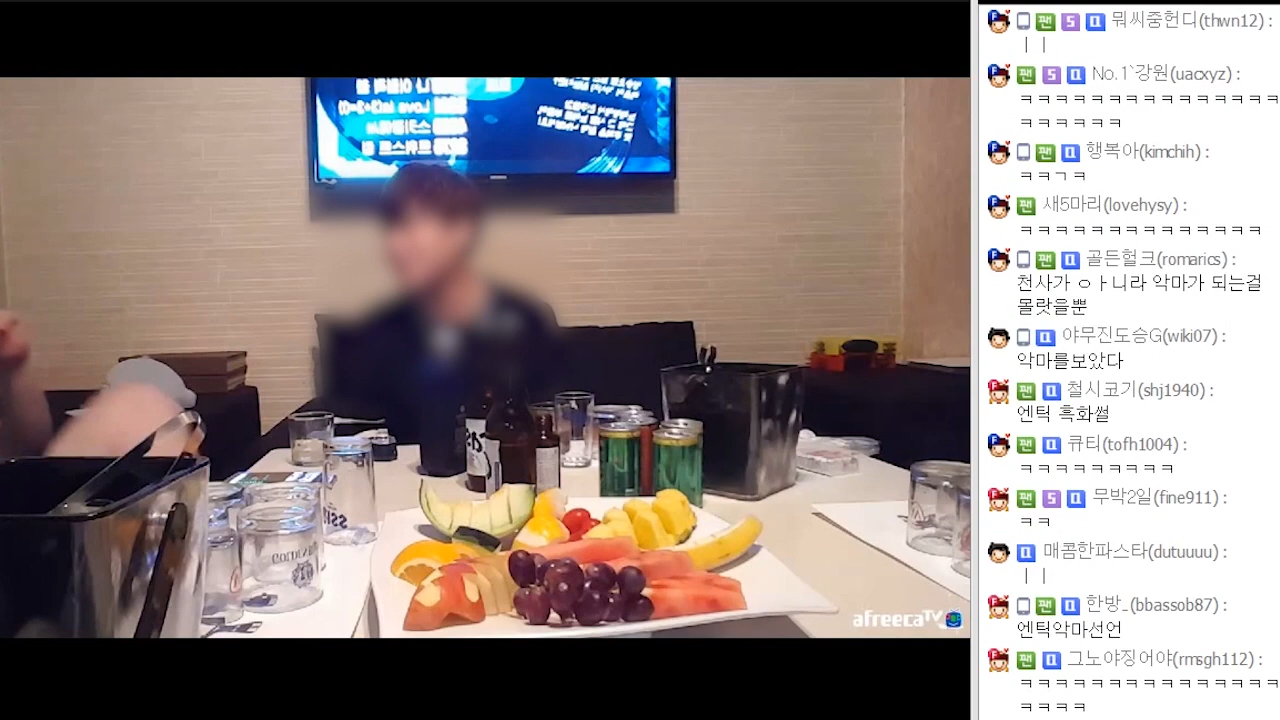 afreecaTV
뭐씨중헌디(thwn12) :
ㅣㅣ
No.1`강원(uacxyz) :
ㅋㅋㅋㅋㅋㅋㅋㅋㅋㅋㅋㅋㅋㅋㅋ
ㅋㅋㅋㅋㅋㅋ
행복아(kimchih) :
ㅋㅋㄱㅋ
새5마리(lovehysy) :
ㅋㅋㅋㅋㅋㅋㅋㅋㅋㅋㅋㅋㅋㅋ
골든헐크(romarics) :
천사가 ㅇㅏ니라 악마가 되는걸
몰랏을뿐
야무진도승G(wiki07) :
악마를보았다
철시코기(shj1940) :
엔틱 흑화썰
큐티(tofh1004) :
ㅋㅋㅋㅋㅋㅋㅋㅋㅋ
무박2일(fine911) :
ㅋㅋ
매콤한파스타(dutuuuu) :
ㅣㅣ
한방_(bbassob87) :
엔틱악마선언
그노야징어야(rmsgh112) :
ㅋㅋㅋㅋㅋㅋㅋㅋㅋㅋㅋㅋㅋㅋㅋ
ㅋㅋㅋㅋ